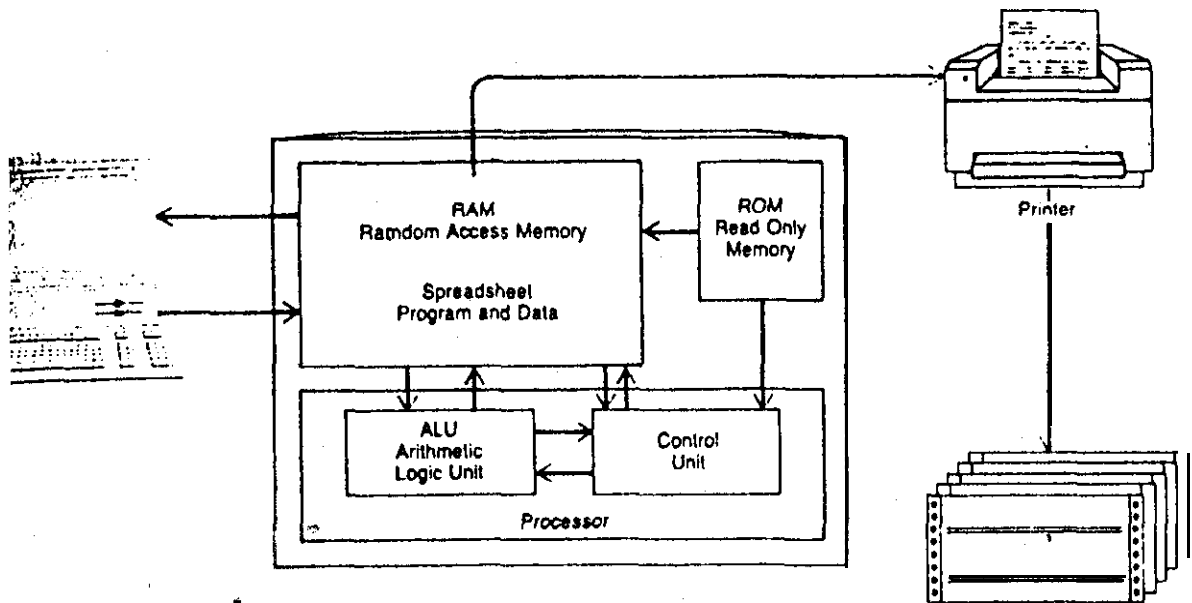 RAM
Ramdom Access Memory
Spreadsheet
Program and Data
ROM
Read Only
Memory
Printer
ALU
Arithmetic
Logic Unit
Control
Unit
Processor